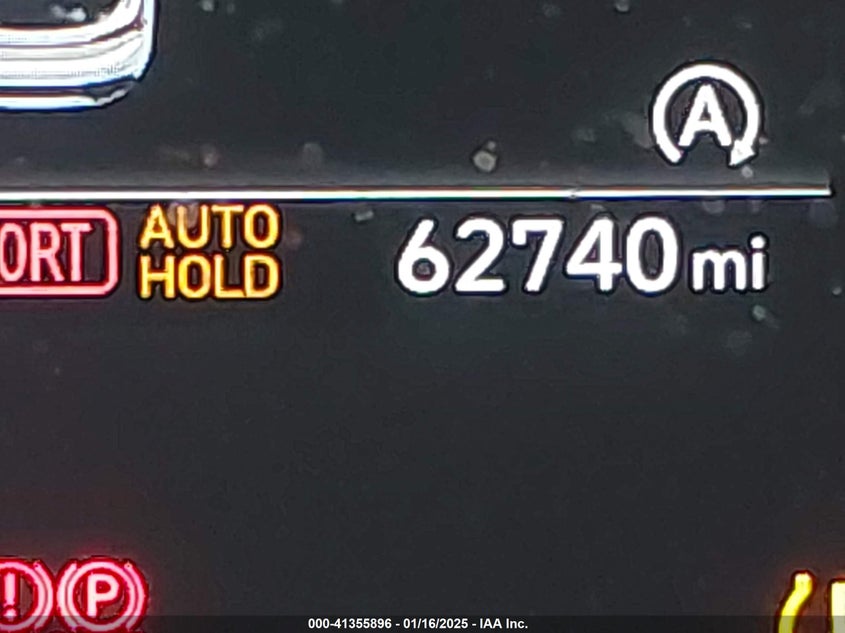 A
ORT
AUTO
HOLD
62740 mi
! P
000-41355896 - 01/16/2025 - IAA Inc.